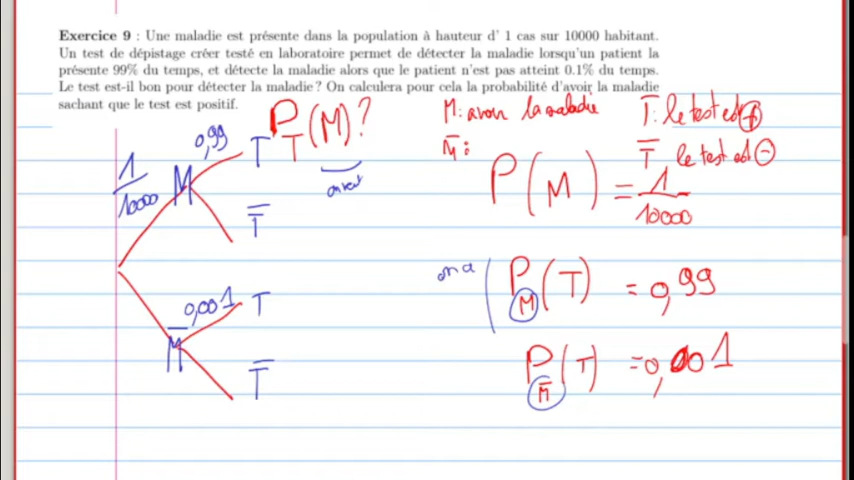 Exercice 9 : Une maladie est présente dans la population à hauteur d' 1 cas sur 10000 habitant.
Un test de dépistage créer testé en laboratoire permet de détecter la maladie lorsqu'un patient la
présente 99% du temps, et détecte la maladie alors que le patient n'est pas atteint 0.1% du temps.
Le test est-il bon pour détecter la maladie ? On calculera pour cela la probabilité d'avoir la maladie
sachant que le test est positif.
P_T(M)?
M: avoir la maladie
T: le test est ⊕
M̄ :
T̄ le test est ⊖
0,99
T
1/10000
M
T̄
P(M) = 1/10000
on a
P_M(T) = 0,99
0,001
T
M̄
T̄
P_M̄(T) = 0,001